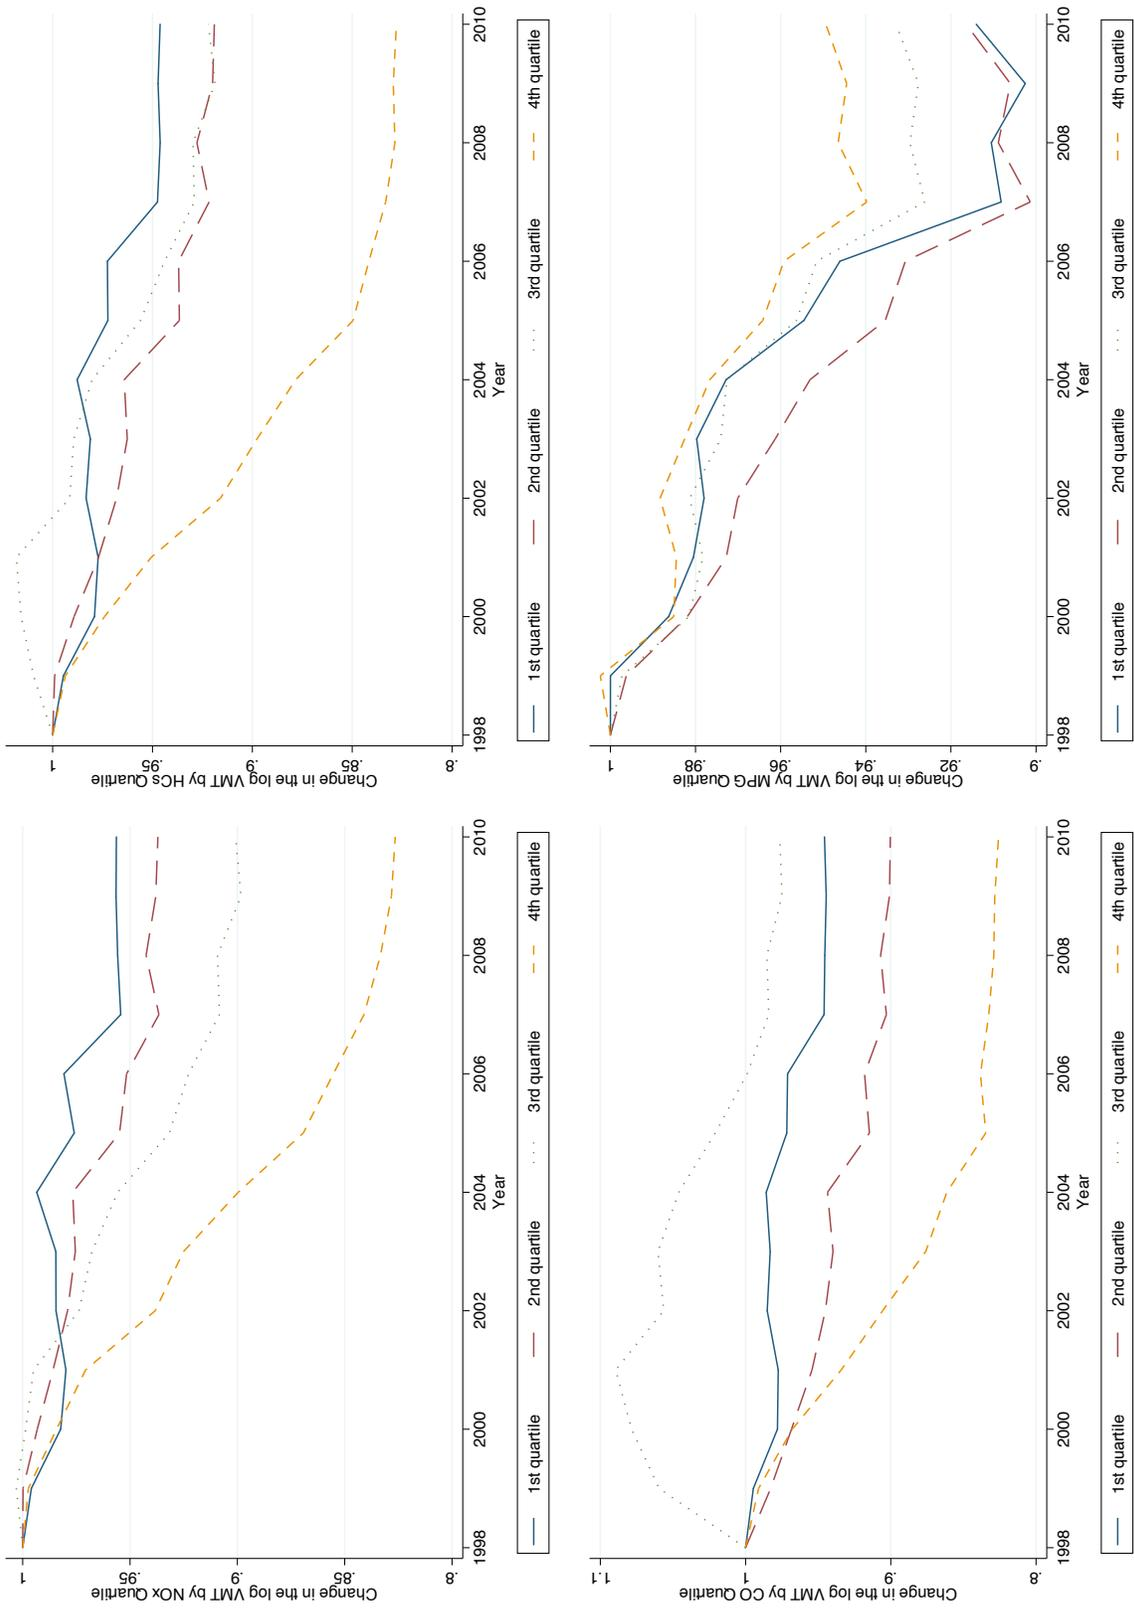 Change in the log VMT by NOx Quartile
1
.95
.9
.85
.8
1998 2000 2002 2004 2006 2008 2010
Year
1st quartile 2nd quartile 3rd quartile 4th quartile
Change in the log VMT by HCs Quartile
1
.95
.9
.85
.8
1998 2000 2002 2004 2006 2008 2010
Year
1st quartile 2nd quartile 3rd quartile 4th quartile
Change in the log VMT by CO Quartile
1.1
1
.9
.8
1998 2000 2002 2004 2006 2008 2010
Year
1st quartile 2nd quartile 3rd quartile 4th quartile
Change in the log VMT by MPG Quartile
1
.98
.96
.94
.92
.9
1998 2000 2002 2004 2006 2008 2010
Year
1st quartile 2nd quartile 3rd quartile 4th quartile